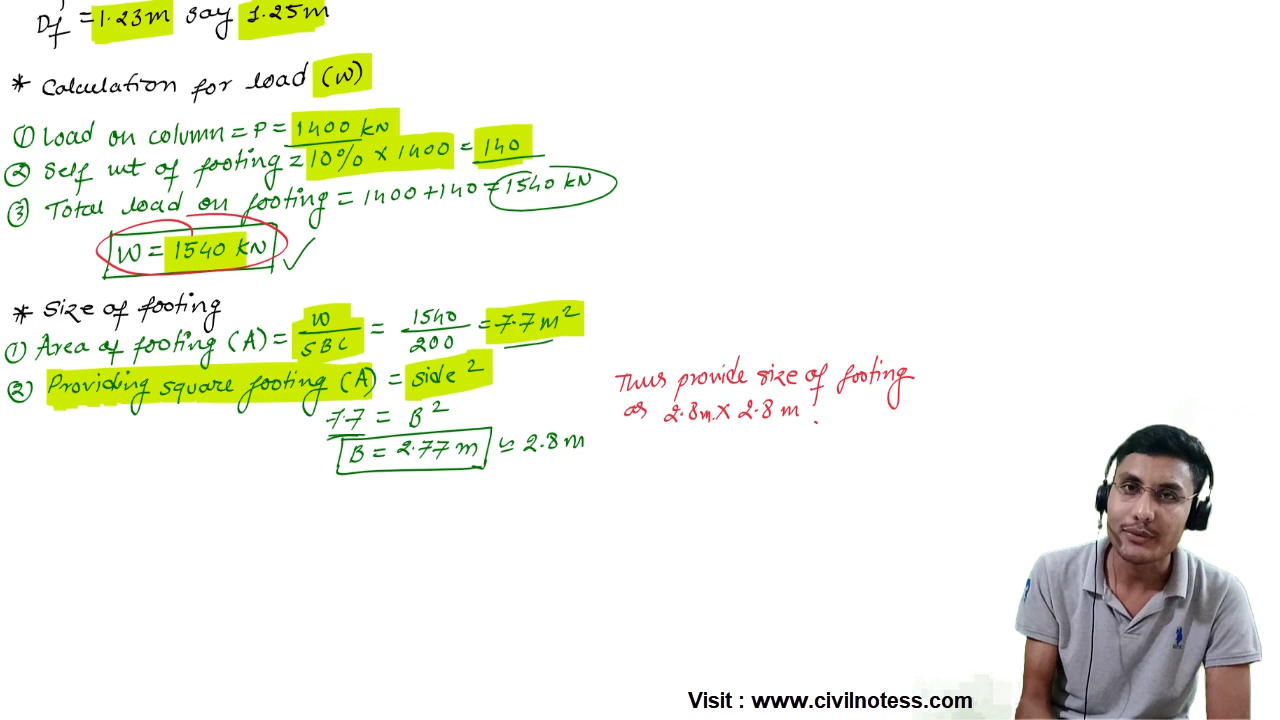 Df = 1.23m say 1.25m
* Calculation for load (W)
① Load on column = P = 1400 kN
② Self wt of footing = 10% × 1400 = 140
③ Total load on footing = 1400 + 140 = 1540 kN
W = 1540 kN ✓
* Size of footing
① Area of footing (A) = W / SBC = 1540 / 200 = 7.7 m²
② Providing square footing (A) = side²
7.7 = B²
B = 2.77 m ≃ 2.8 m
Thus provide size of footing
as 2.8m × 2.8 m.
Visit : www.civilnotess.com